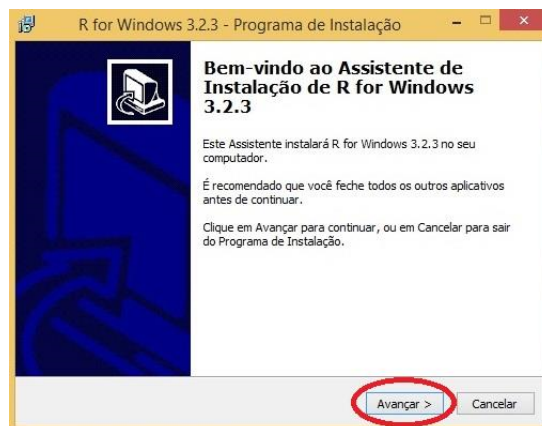 R for Windows 3.2.3 - Programa de Instalação
Bem-vindo ao Assistente de
Instalação de R for Windows
3.2.3
Este Assistente instalará R for Windows 3.2.3 no seu
computador.
É recomendado que você feche todos os outros aplicativos
antes de continuar.
Clique em Avançar para continuar, ou em Cancelar para sair
do Programa de Instalação.
Avançar >
Cancelar